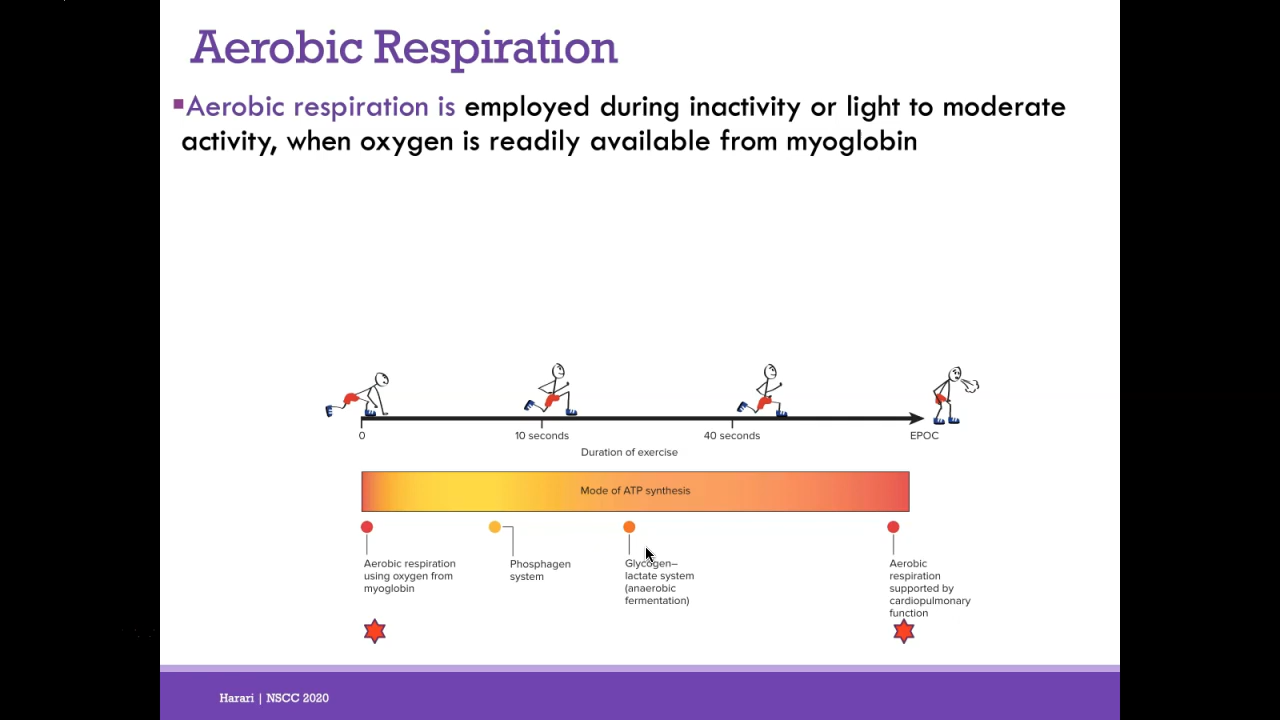 Aerobic Respiration
▪Aerobic respiration is employed during inactivity or light to moderate
activity, when oxygen is readily available from myoglobin
0
10 seconds
40 seconds
EPOC
Duration of exercise
Mode of ATP synthesis
Aerobic respiration
using oxygen from
myoglobin
Phosphagen
system
Glycogen–
lactate system
(anaerobic
fermentation)
Aerobic
respiration
supported by
cardiopulmonary
function
Harari | NSCC 2020